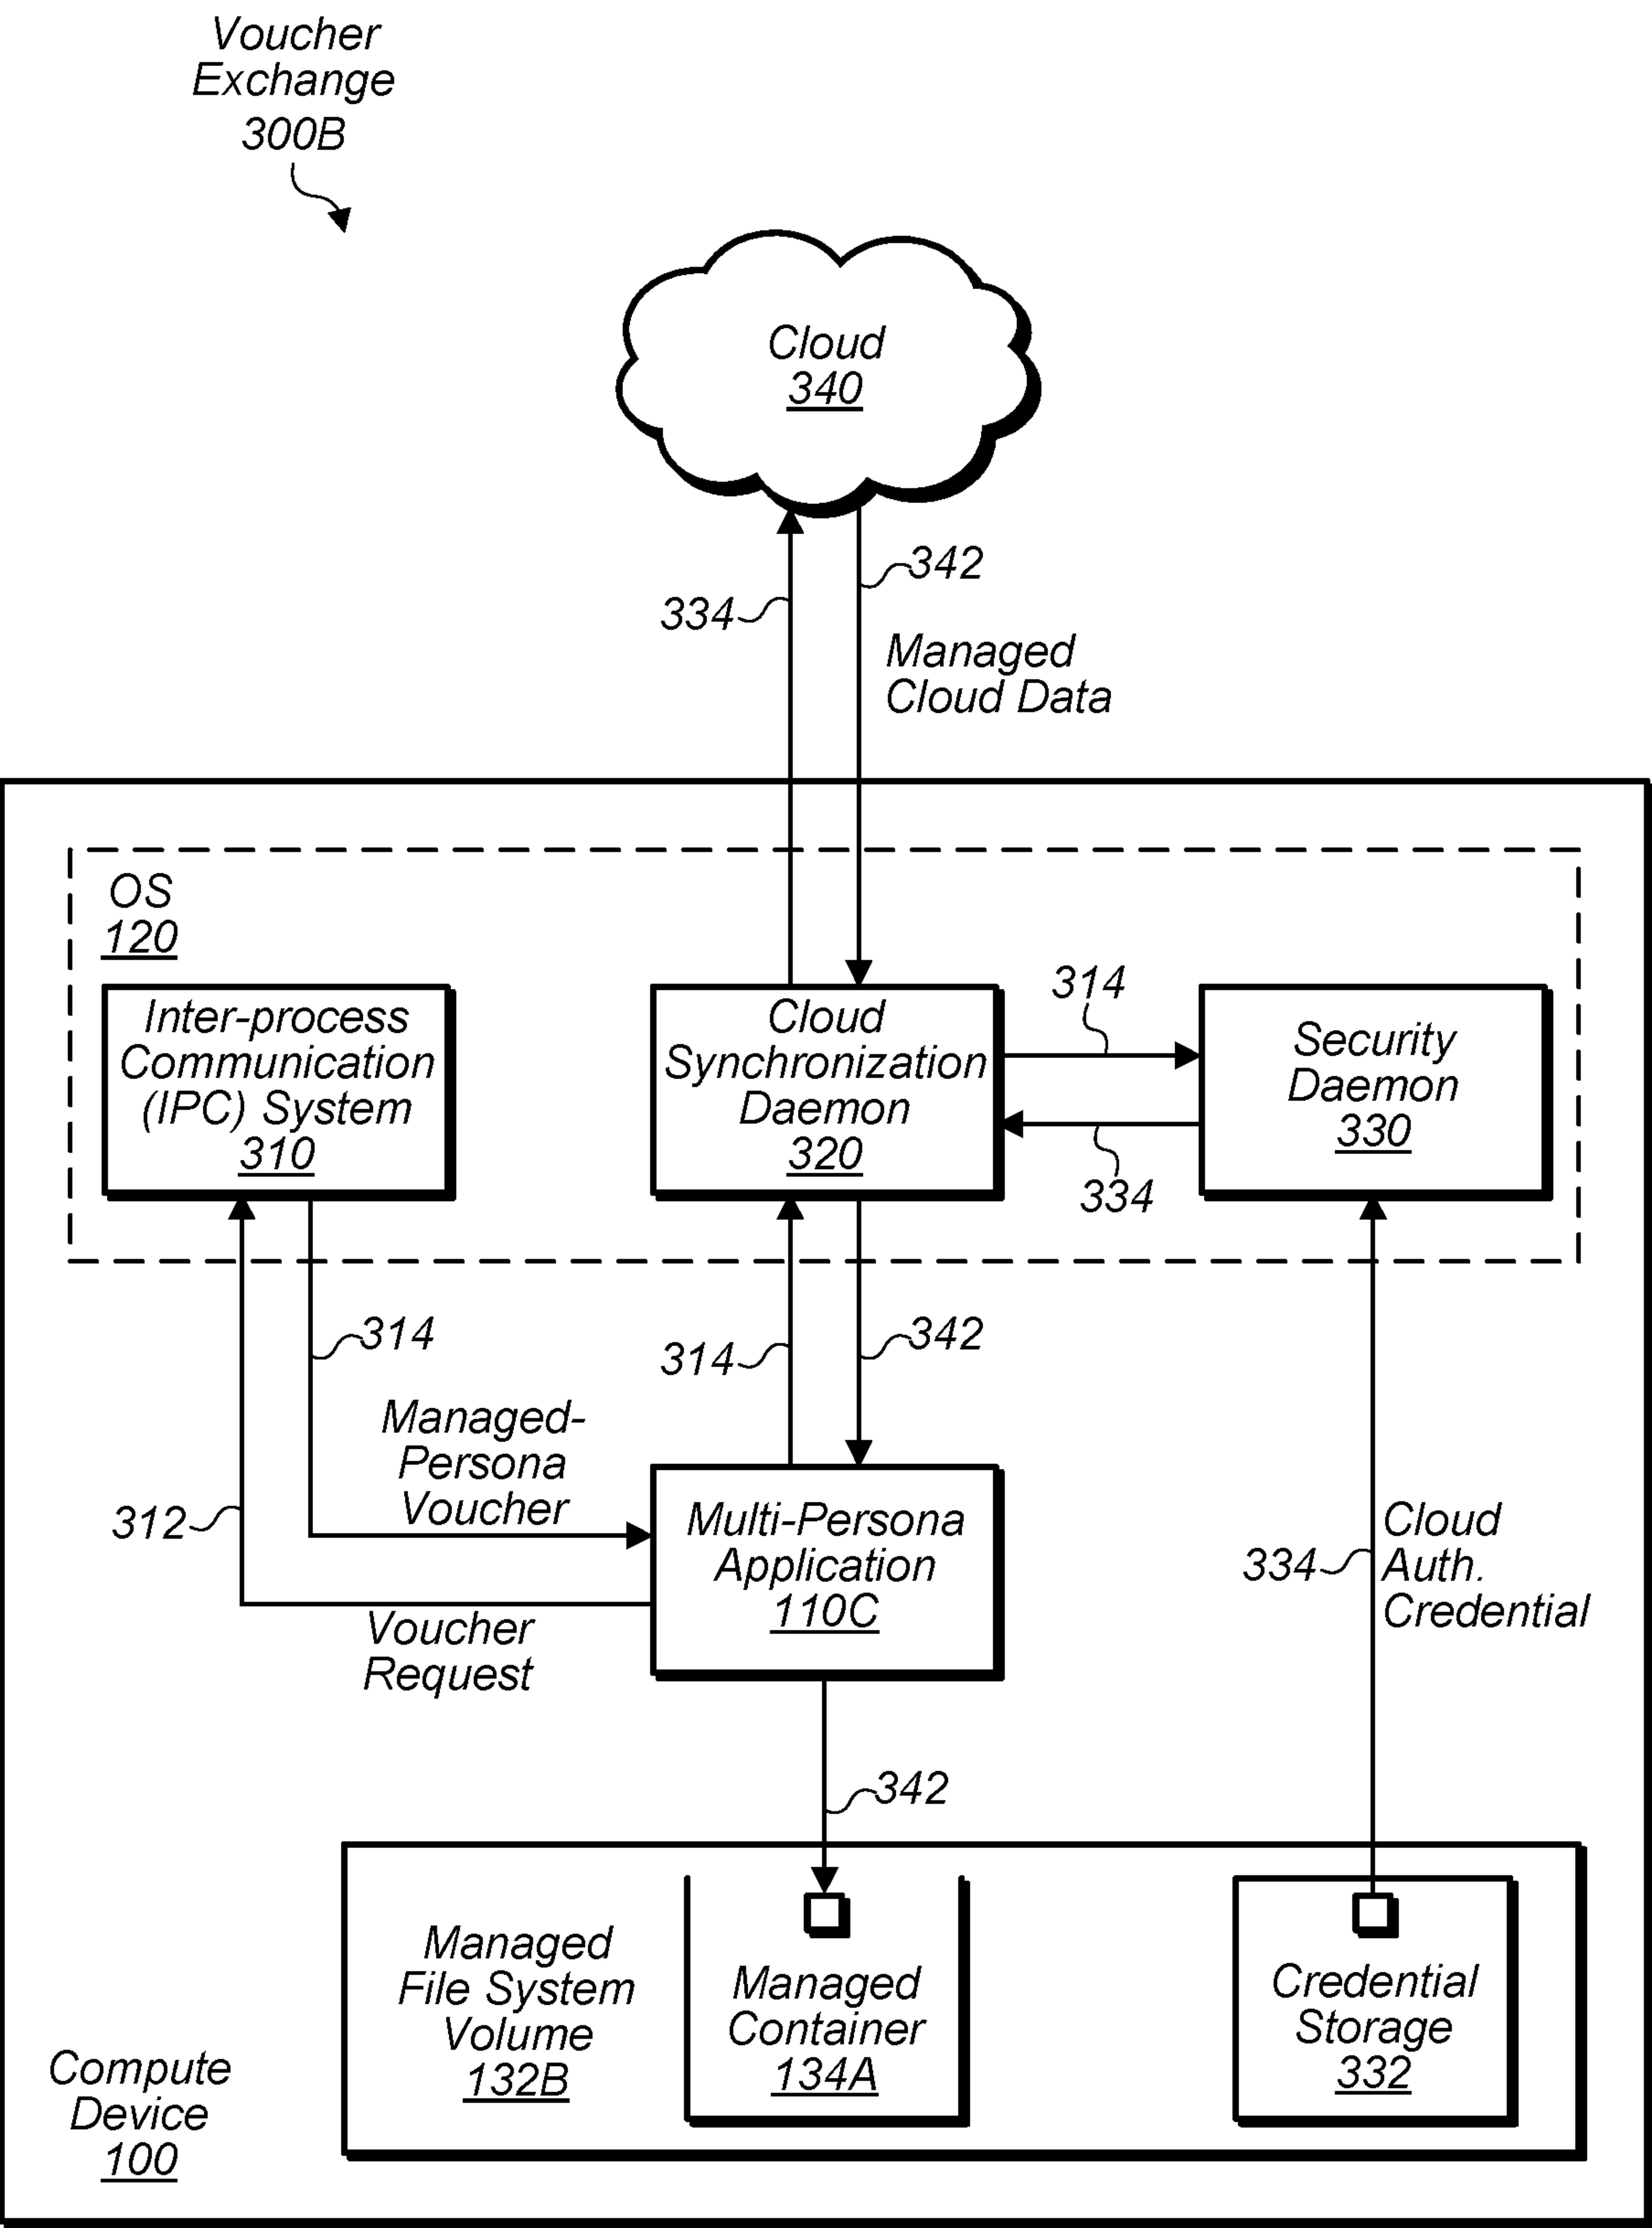 Voucher
Exchange
300B
Cloud
340
342
334
Managed
Cloud Data
OS
120
Inter-process
Communication
(IPC) System
310
Cloud
Synchronization
Daemon
320
314
334
Security
Daemon
330
314
314
342
Managed-
Persona
Voucher
312
Voucher
Request
Multi-Persona
Application
110C
334
Cloud
Auth.
Credential
342
Managed
File System
Volume
132B
Managed
Container
134A
Credential
Storage
332
Compute
Device
100